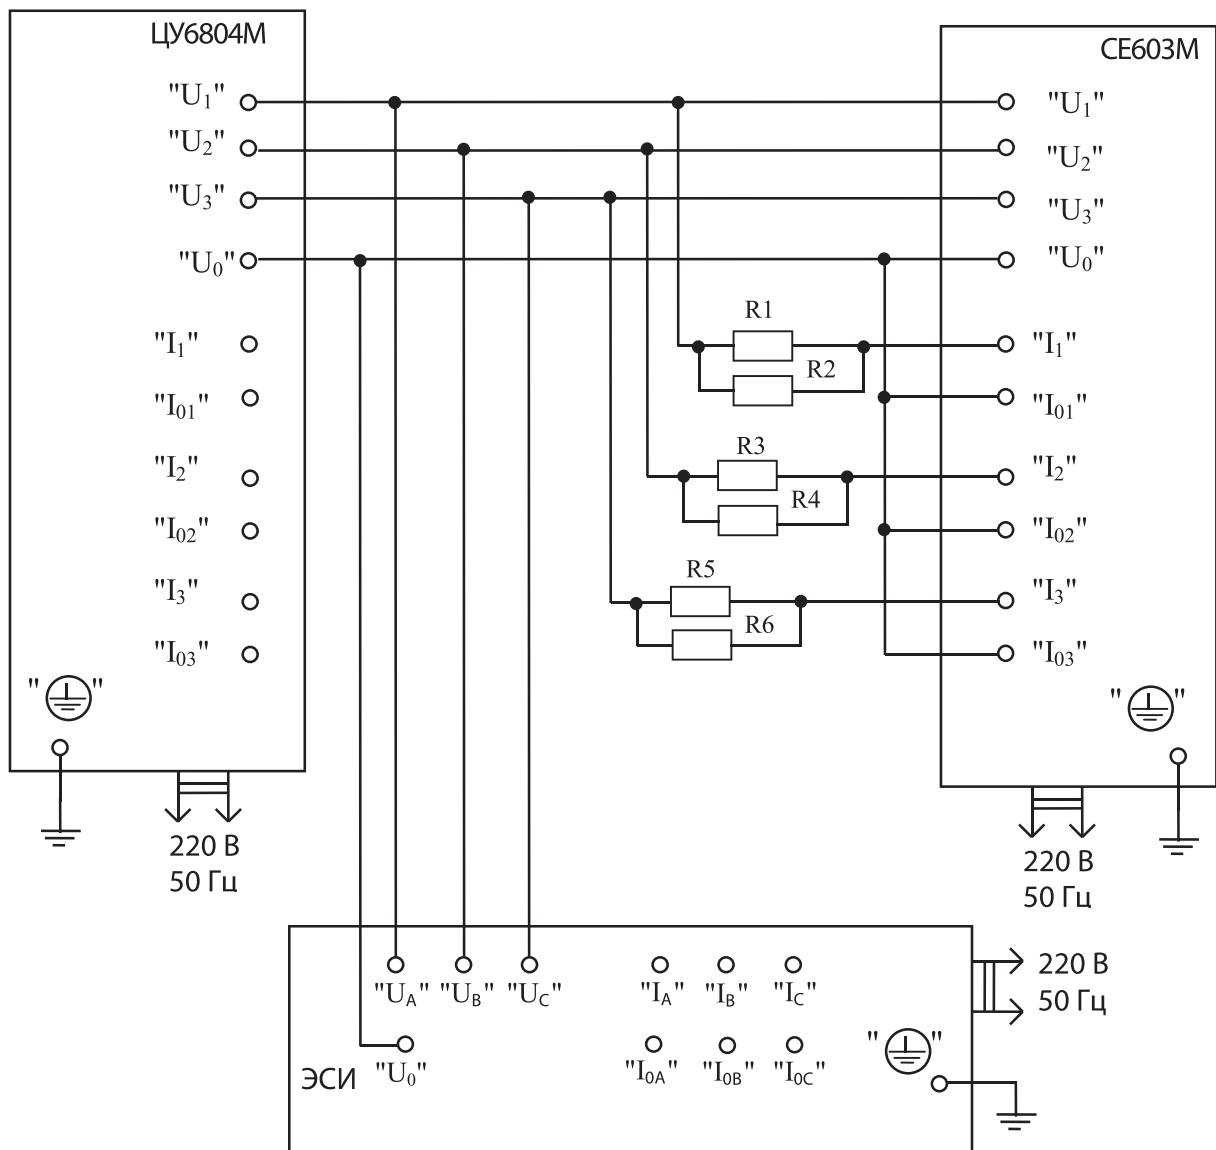 ЦУ6804М
"U1"
"U2"
"U3"
"U0"
"I1"
"I01"
"I2"
"I02"
"I3"
"I03"
" "
220 В
50 Гц
R1
R2
R3
R4
R5
R6
СЕ603М
"U1"
"U2"
"U3"
"U0"
"I1"
"I01"
"I2"
"I02"
"I3"
"I03"
" "
220 В
50 Гц
"UA" "UB" "UC" "IA" "IB" "IC"
"U0" "I0A" "I0B" "I0C"
" "
ЭСИ
220 В
50 Гц